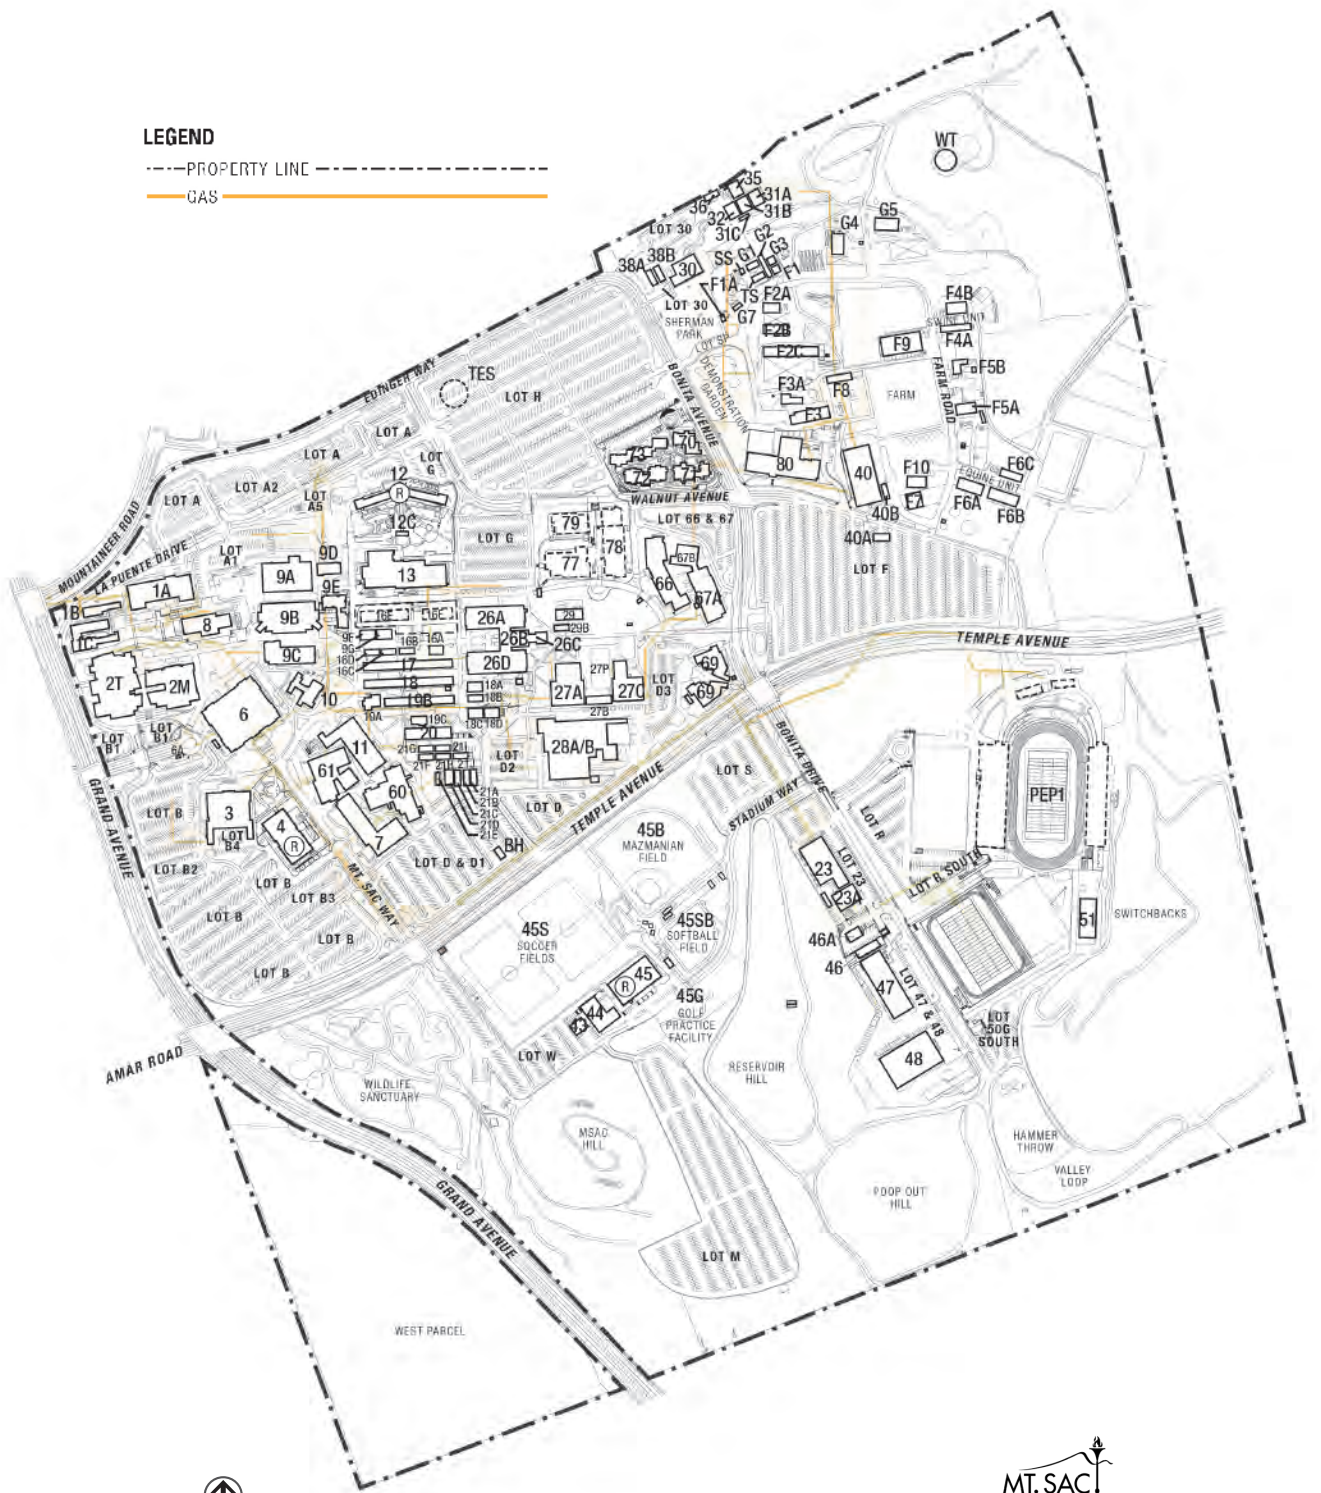 LEGEND
PROPERTY LINE
GAS
WT
35
36
31A
31B
32
31C
LOT 30
G2
G3
G4
G5
38B
38A
30
SS
G1
F1
F1A
TS
LOT 30
G7
F2A
SHERMAN
PARK
F2B
F2C
F4B
SWINE UNIT
F4A
F9
F5B
F5A
FARM ROAD
FARM
F8
F3A
F3
DEMONSTRATION
GARDEN
BONITA AVENUE
EDINGER WAY
TES
LOT H
LOT A
LOT A
LOT
G
LOT A2
LOT A
LOT
A5
12
R
12C
73
70
72
71
80
40
F10
F7
F6C
EQUINE UNIT
F6A
F6B
40B
40A
WALNUT AVENUE
LOT 66 & 67
LOT F
LOT G
79
78
77
66
67B
67A
MOUNTAINEER ROAD
LA PUENTE DRIVE
LOT
A1
9D
9A
9E
13
1A
1B
1C
8
9B
9C
16E
26A
29
29B
26B
26C
26D
9F
9G
16B
16A
16D
16C
17
18
19B
18A
18B
18C
18D
19A
19C
20
27P
27A
27C
27B
28A/B
LOT
D3
69
69
TEMPLE AVENUE
2T
2M
6
10
LOT
B1
LOT
B1
6A
11
61
60
7
21G
21F
21A
21B
21C
21D
21E
LOT
D2
LOT D
LOT D & D1
BH
TEMPLE AVENUE
GRAND AVENUE
LOT B
3
LOT
B4
4
R
LOT B2
LOT B
LOT B3
LOT B
LOT B
LOT B
MT. SAC WAY
LOT S
STADIUM WAY
BONITA DRIVE
LOT R
PEP1
45B
MAZMANIAN
FIELD
23
LOT 23
23A
LOT R SOUTH
51
SWITCHBACKS
45S
SOCCER
FIELDS
45SB
SOFTBALL
FIELD
46A
46
47
LOT 47 & 48
48
45
R
44
43
45G
GOLF
PRACTICE
FACILITY
LOT
50G
SOUTH
LOT W
AMAR ROAD
WILDLIFE
SANCTUARY
RESERVOIR
HILL
MSAC
HILL
HAMMER
THROW
VALLEY
LOOP
POOP OUT
HILL
GRAND AVENUE
LOT M
WEST PARCEL
MT. SAC